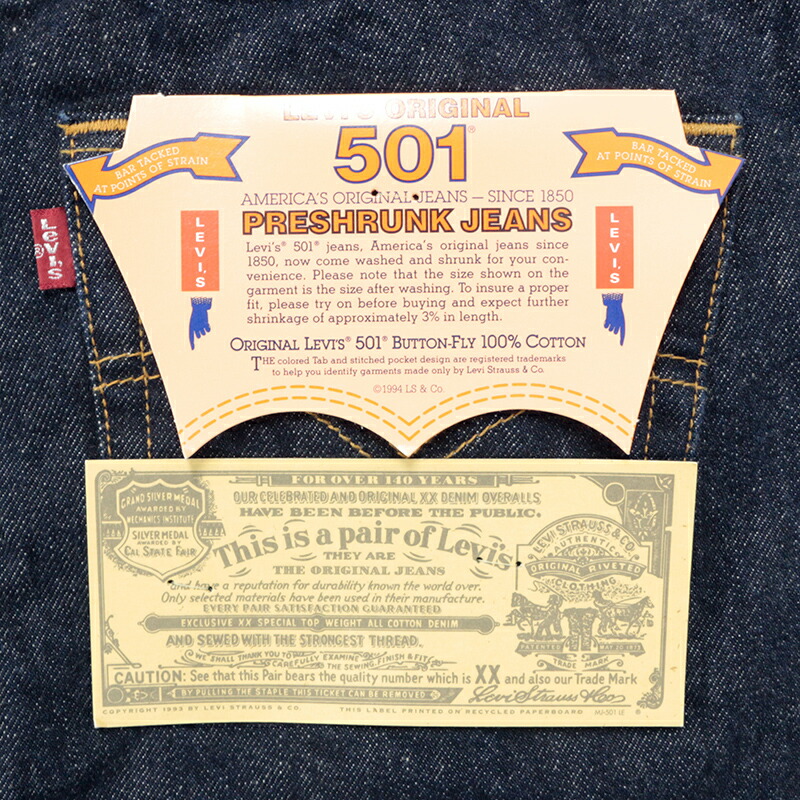 LEVI'S ORIGINAL
501®
BAR TACKED
AT POINTS OF STRAIN
BAR TACKED
AT POINTS OF STRAIN
AMERICA'S ORIGINAL JEANS — SINCE 1850
PRESHRUNK JEANS
LEVI'S
LEVI'S
LEVI'S
®
Levi's® 501® jeans, America's original jeans since
1850, now come washed and shrunk for your con-
venience. Please note that the size shown on the
garment is the size after washing. To insure a proper
fit, please try on before buying and expect further
shrinkage of approximately 3% in length.
ORIGINAL LEVI'S® 501® BUTTON-FLY 100% COTTON
THE colored Tab and stitched pocket design are registered trademarks
to help you identify garments made only by Levi Strauss & Co.
©1994 LS & Co.
FOR OVER 140 YEARS
OUR CELEBRATED AND ORIGINAL XX DENIM OVERALLS
HAVE BEEN BEFORE THE PUBLIC.
GRAND SILVER MEDAL
AWARDED BY
MECHANICS INSTITUTE
SILVER MEDAL
AWARDED BY
CAL STATE FAIR
This is a pair of Levi's
THEY ARE
THE ORIGINAL JEANS
and have a reputation for durability known the world over.
Only selected materials have been used in their manufacture.
EVERY PAIR SATISFACTION GUARANTEED
EXCLUSIVE XX SPECIAL TOP WEIGHT ALL COTTON DENIM
AND SEWED WITH THE STRONGEST THREAD.
WE SHALL THANK YOU TO
CAREFULLY EXAMINE
THE SEWING, FINISH & FIT
LEVI STRAUSS & CO.
AUTHENTIC
ORIGINAL RIVETED
CLOTHING
PATENTED MAY 20 1873
TRADE MARK
CAUTION: See that this Pair bears the quality number which is XX and also our Trade Mark
BY PULLING THE STAPLE THIS TICKET CAN BE REMOVED
Levi Strauss & Co
COPYRIGHT 1993 BY LEVI STRAUSS & CO.
THIS LABEL PRINTED ON RECYCLED PAPERBOARD
MJ-501 LE
®